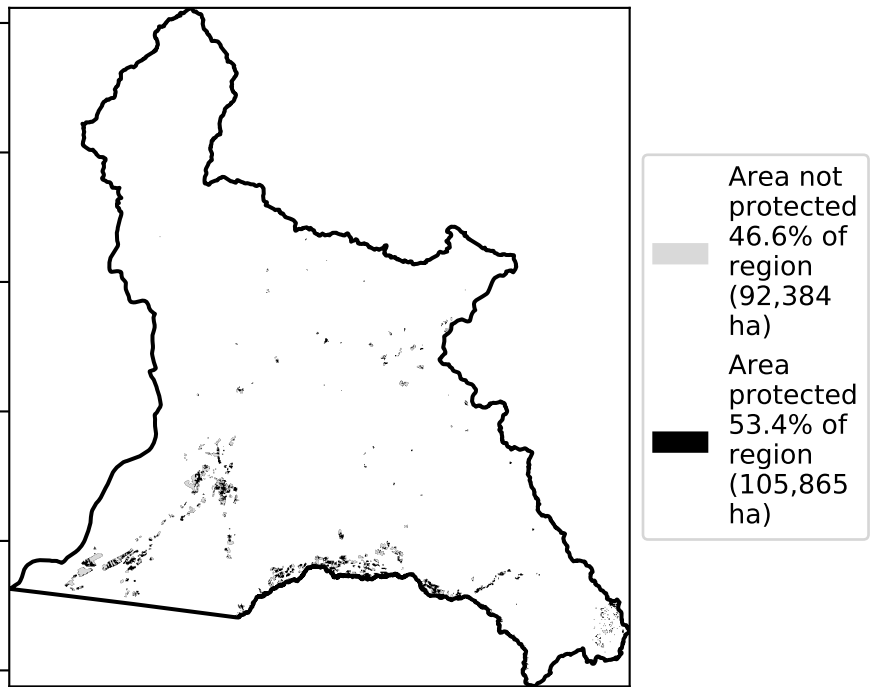 Area not
protected
46.6% of
region
(92,384
ha)
Area
protected
53.4% of
region
(105,865
ha)